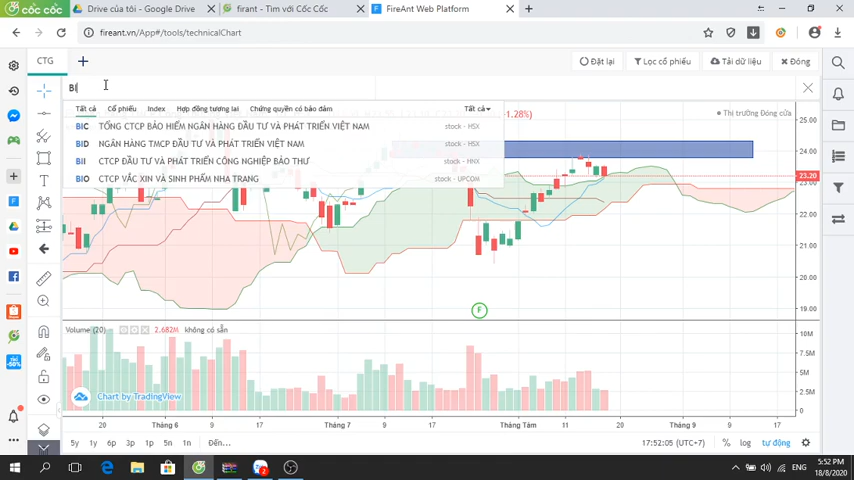 cốc cốc
Drive của tôi - Google Drive
firant - Tìm với Cốc Cốc
FireAnt Web Platform
fireant.vn/App#/tools/technicalChart
CTG
Đặt lại
Lọc cổ phiếu
Tải dữ liệu
Đóng
BI
Tất cả Cổ phiếu Index Hợp đồng tương lai Chứng quyền có bảo đảm Tất cả
BIC TỔNG CTCP BẢO HIỂM NGÂN HÀNG ĐẦU TƯ VÀ PHÁT TRIỂN VIỆT NAM stock - HSX
BID NGÂN HÀNG TMCP ĐẦU TƯ VÀ PHÁT TRIỂN VIỆT NAM stock - HSX
BII CTCP ĐẦU TƯ VÀ PHÁT TRIỂN CÔNG NGHIỆP BẢO THƯ stock - HNX
BIO CTCP VẮC XIN VÀ SINH PHẨM NHA TRANG stock - UPCOM
-1.28%)
Thị trường Đóng cửa
25.00
24.00
23.20
23.00
22.00
21.00
20.00
19.00
F
Volume (20) 2.682M không có sẵn
10M
7.5M
5M
2.5M
0
Chart by TradingView
20 Tháng 6 9 17 Tháng 7 9 17 Tháng Tám 11 20 Tháng 9 9 17
5y 1y 6p 3p 1p 5n 1n Đến...
17:52:05 (UTC+7) % log tự động
ENG
5:52 PM
18/8/2020